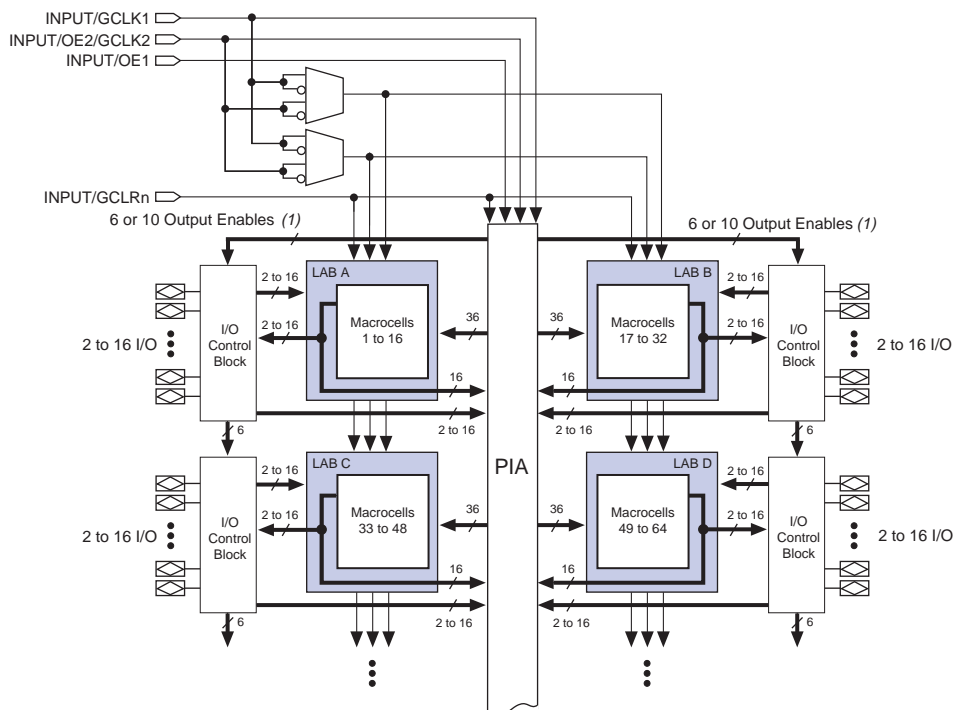 INPUT/GCLK1
INPUT/OE2/GCLK2
INPUT/OE1
INPUT/GCLRn
6 or 10 Output Enables (1)
6 or 10 Output Enables (1)
LAB A
LAB B
2 to 16
2 to 16
2 to 16
2 to 16
I/O
Control
Block
Macrocells
1 to 16
36
36
Macrocells
17 to 32
I/O
Control
Block
2 to 16 I/O
2 to 16 I/O
16
16
2 to 16
2 to 16
6
6
PIA
LAB C
LAB D
2 to 16
2 to 16
2 to 16
2 to 16
I/O
Control
Block
Macrocells
33 to 48
36
36
Macrocells
49 to 64
I/O
Control
Block
2 to 16 I/O
2 to 16 I/O
16
16
2 to 16
2 to 16
6
6